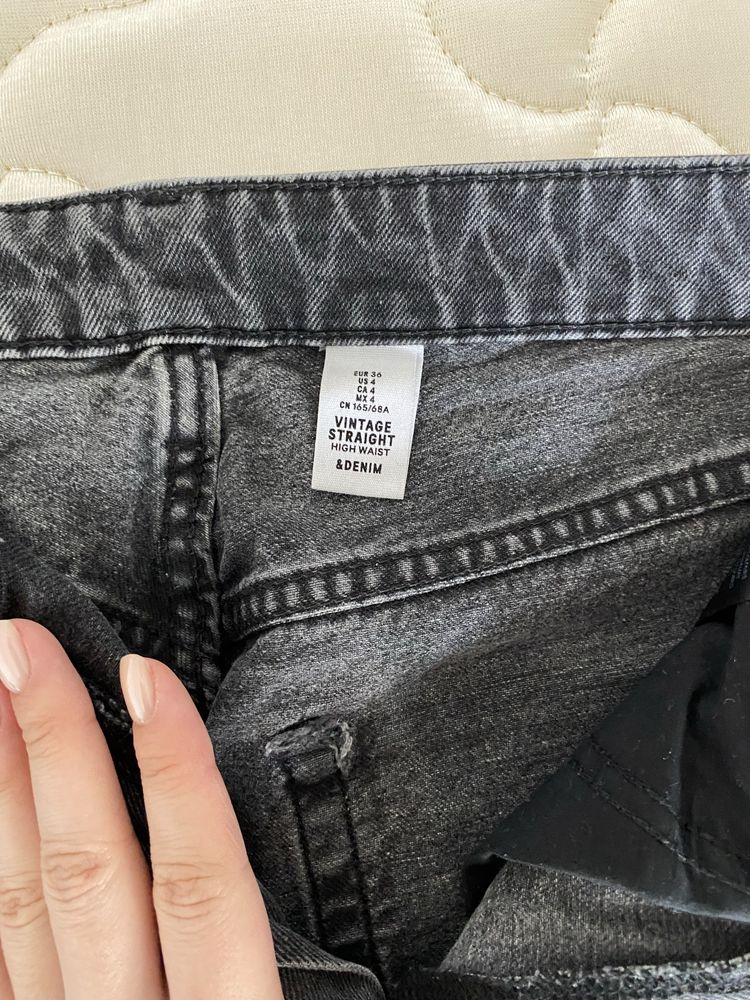 EUR 36
US 4
CA 4
MX 4
CN 165/68A
VINTAGE
STRAIGHT
HIGH WAIST
&DENIM